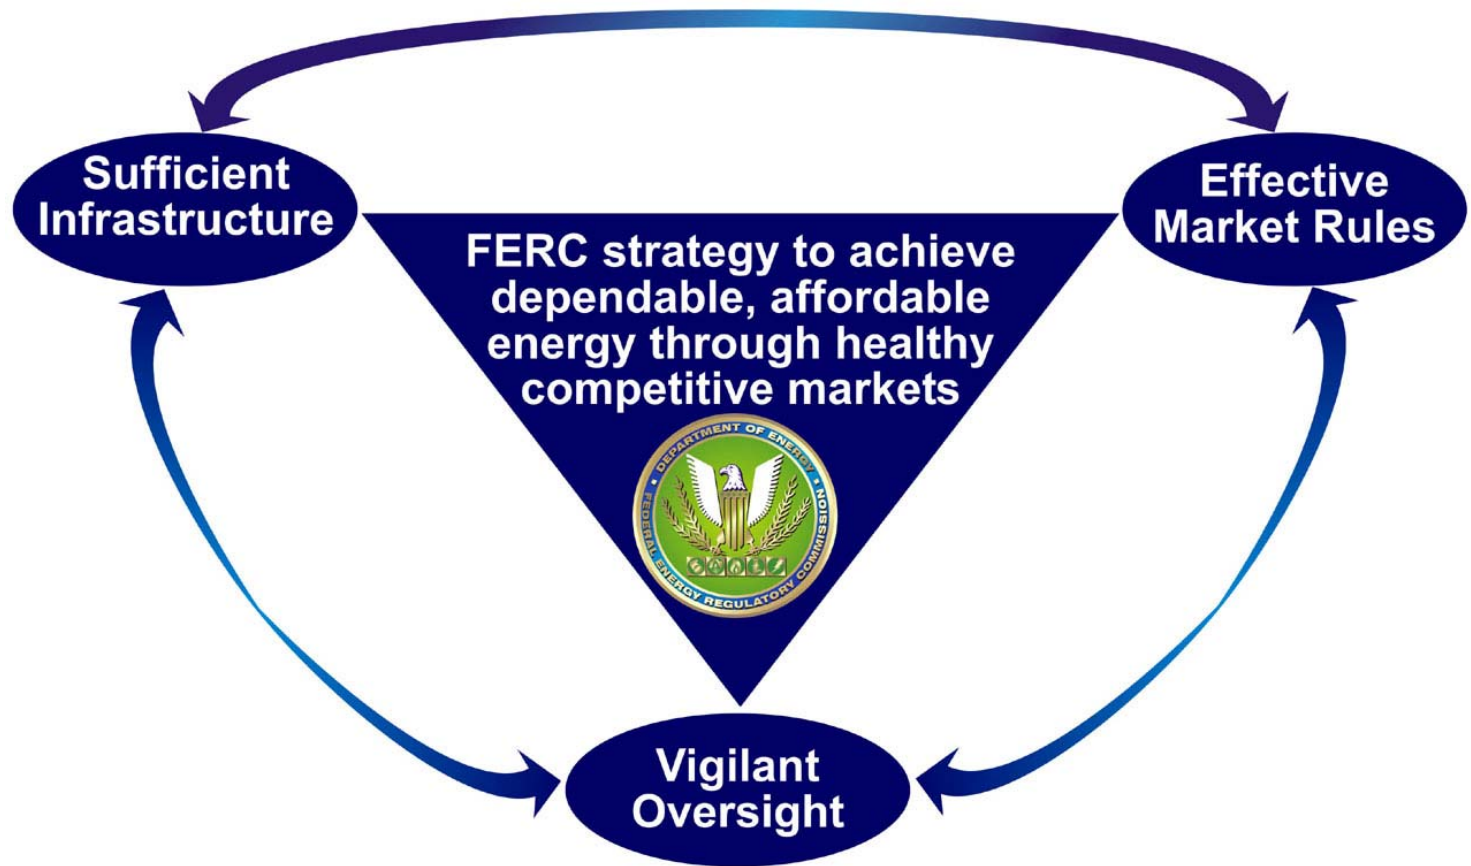 Sufficient
Infrastructure
Effective
Market Rules
FERC strategy to achieve
dependable, affordable
energy through healthy
competitive markets
DEPARTMENT OF ENERGY
FEDERAL ENERGY REGULATORY COMMISSION
Vigilant
Oversight